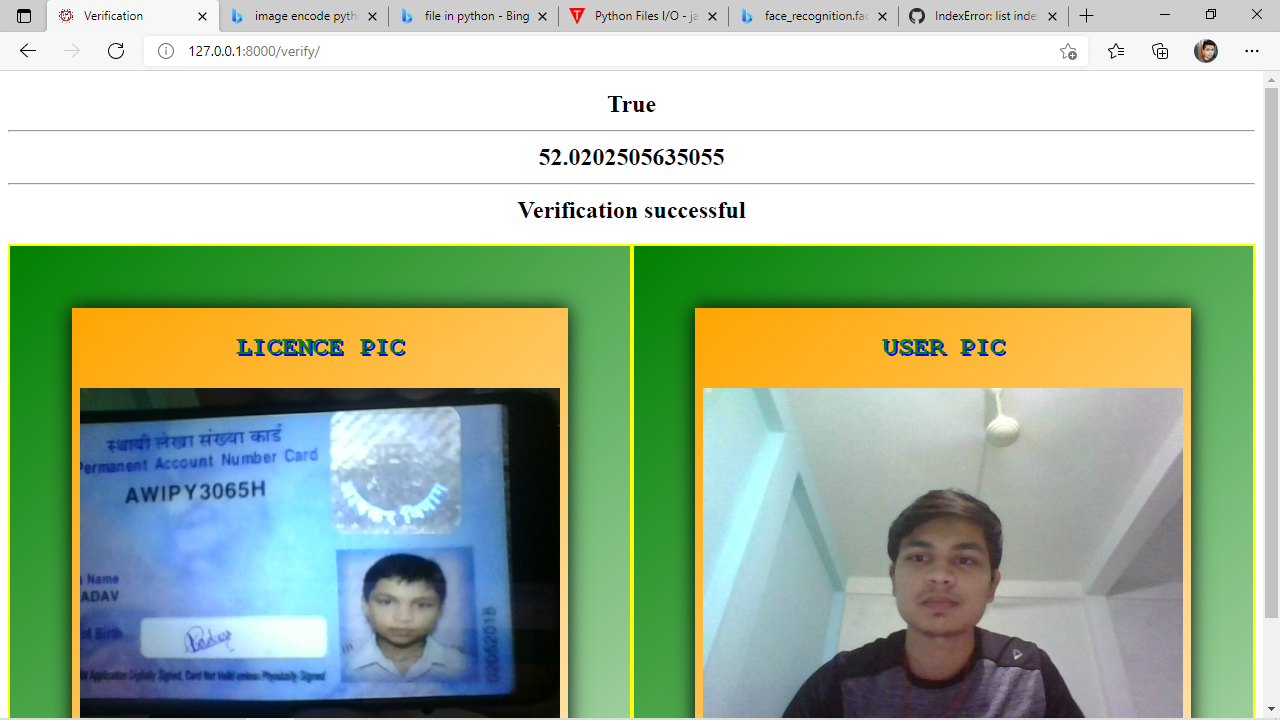 Verification
image encode pyth
file in python - Bing
Python Files I/O - ja
face_recognition.fac
IndexError: list inde
127.0.0.1:8000/verify/
True
52.0202505635055
Verification successful
LICENCE PIC
USER PIC
स्थायी लेखा संख्या कार्ड
Permanent Account Number Card
AWIPY3065H
Name
ADAV
of Birth
02052018
Application Digitally Signed, Card Not Valid unless Physically Signed